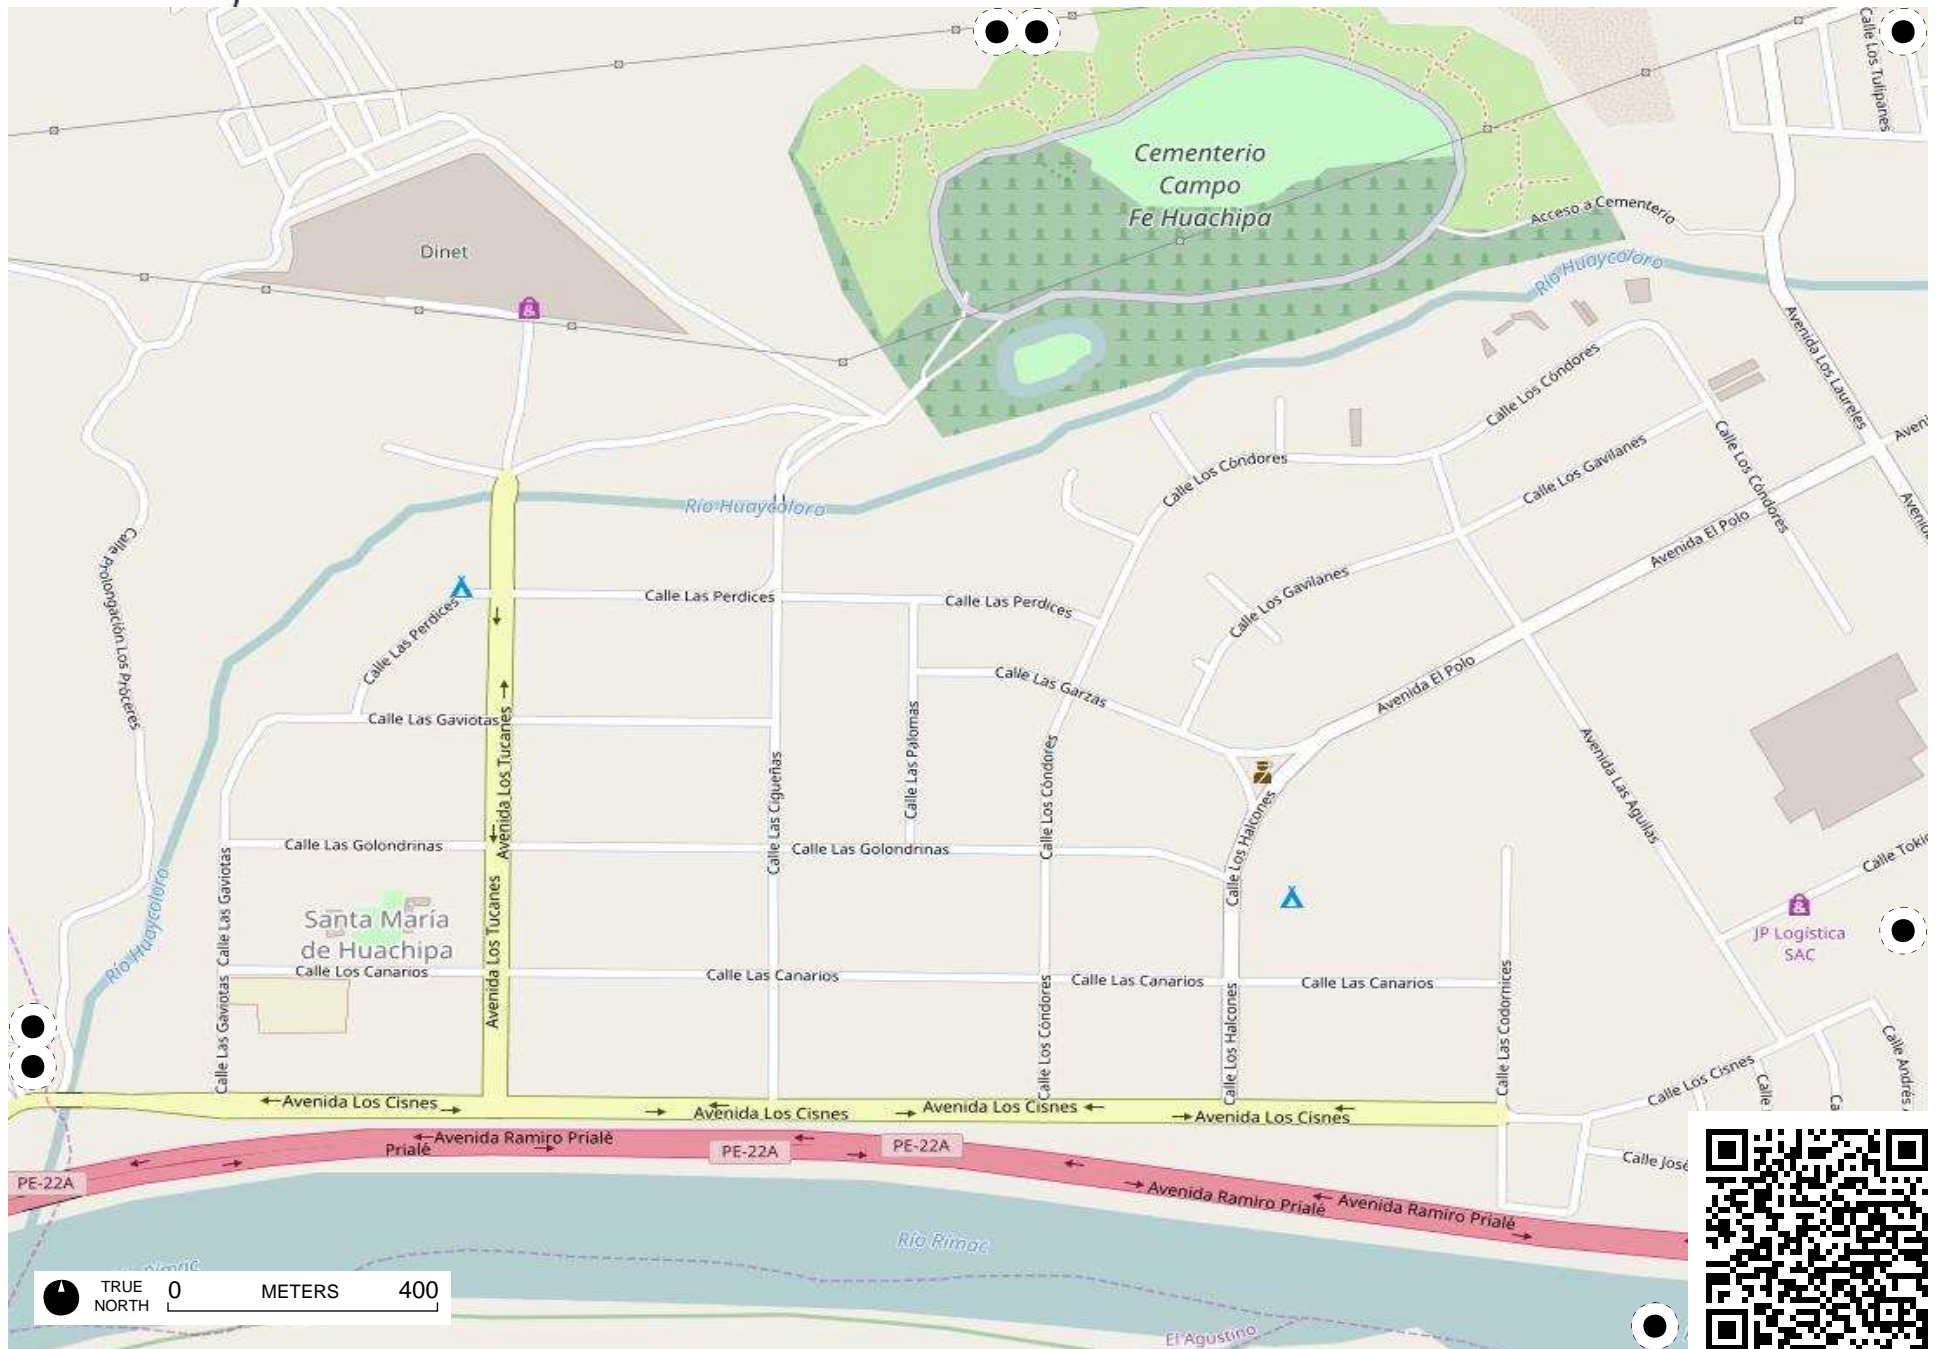 Calle Los Tulipanes
Cementerio
Campo
Fe Huachipa
Acceso a Cementerio
Dinet
Río Huaycoloro
Avenida Los Laureles
Calle Los Cóndores
Calle Los Gavilanes
Calle Los Cóndores
Calle Los Cóndores
Río Huaycoloro
Avenida El Polo
Calle Prolongación Los Próceres
Calle Las Perdices
Calle Las Perdices
Calle Las Perdices
Calle Los Gavilanes
Calle Las Garzas
Avenida El Polo
Calle Las Gaviotas
Avenida Los Tucanes
Calle Las Palomas
Calle Las Cigueñas
Calle Los Cóndores
Calle Los Halcones
Avenida Las Aguilas
Calle Las Golondrinas
Calle Las Golondrinas
Calle Las Gaviotas
Río Huaycoloro
Santa María
de Huachipa
Avenida Los Tucanes
JP Logística
SAC
Calle Los Canarios
Calle Las Canarios
Calle Las Canarios
Calle Las Canarios
Calle Las Gaviotas
Calle Los Cóndores
Calle Los Halcones
Calle Las Codornices
Calle Los Cisnes
Avenida Los Cisnes
Avenida Los Cisnes
Avenida Los Cisnes
Avenida Los Cisnes
Avenida Ramiro Prialé
Prialé
PE-22A
PE-22A
PE-22A
Avenida Ramiro Prialé
Avenida Ramiro Prialé
Río Rímac
TRUE
NORTH
0
METERS
400
El Agustino